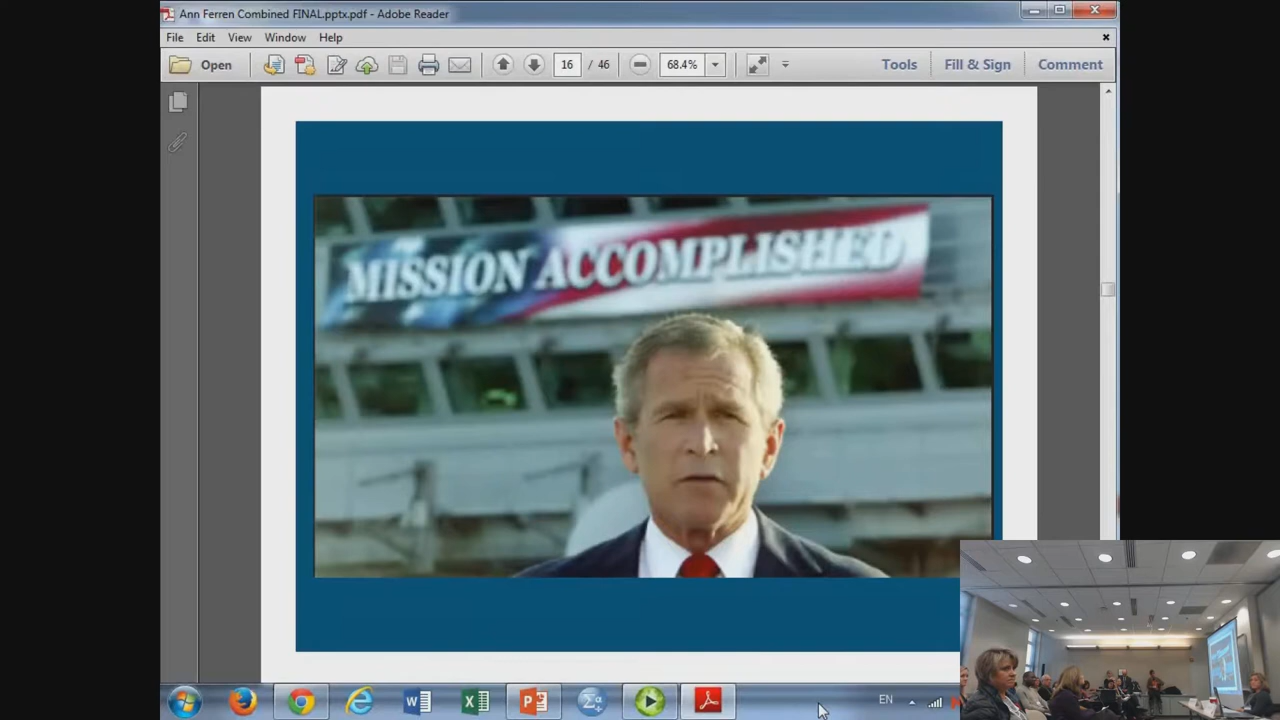 Ann Ferren Combined FINAL.pptx.pdf - Adobe Reader
File Edit View Window Help
Open 16 / 46 68.4% Tools Fill & Sign Comment
MISSION ACCOMPLISHED
EN